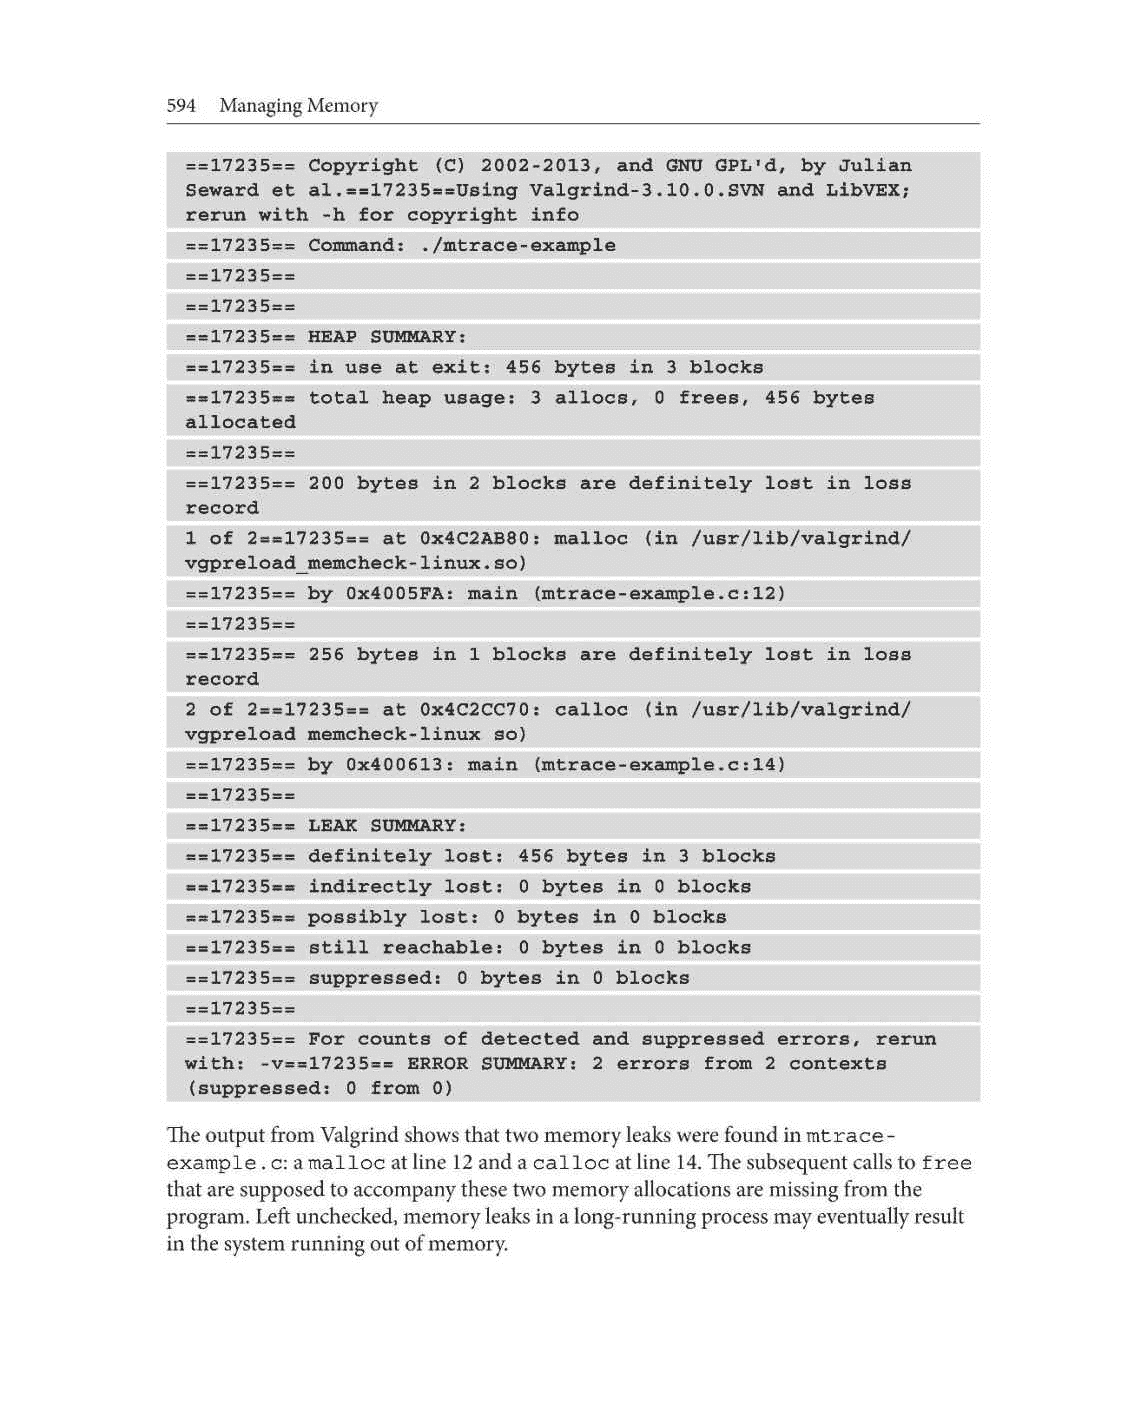 594 Managing Memory
==17235== Copyright (C) 2002-2013, and GNU GPL'd, by Julian
Seward et al.==17235==Using Valgrind-3.10.0.SVN and LibVEX;
rerun with -h for copyright info
==17235== Command: ./mtrace-example
==17235==
==17235==
==17235== HEAP SUMMARY:
==17235== in use at exit: 456 bytes in 3 blocks
==17235== total heap usage: 3 allocs, 0 frees, 456 bytes
allocated
==17235==
==17235== 200 bytes in 2 blocks are definitely lost in loss
record
1 of 2==17235== at 0x4C2AB80: malloc (in /usr/lib/valgrind/
vgpreload_memcheck-linux.so)
==17235== by 0x4005FA: main (mtrace-example.c:12)
==17235==
==17235== 256 bytes in 1 blocks are definitely lost in loss
record
2 of 2==17235== at 0x4C2CC70: calloc (in /usr/lib/valgrind/
vgpreload memcheck-linux so)
==17235== by 0x400613: main (mtrace-example.c:14)
==17235==
==17235== LEAK SUMMARY:
==17235== definitely lost: 456 bytes in 3 blocks
==17235== indirectly lost: 0 bytes in 0 blocks
==17235== possibly lost: 0 bytes in 0 blocks
==17235== still reachable: 0 bytes in 0 blocks
==17235== suppressed: 0 bytes in 0 blocks
==17235==
==17235== For counts of detected and suppressed errors, rerun
with: -v==17235== ERROR SUMMARY: 2 errors from 2 contexts
(suppressed: 0 from 0)
The output from Valgrind shows that two memory leaks were found in mtrace-
example.c: a malloc at line 12 and a calloc at line 14. The subsequent calls to free
that are supposed to accompany these two memory allocations are missing from the
program. Left unchecked, memory leaks in a long-running process may eventually result
in the system running out of memory.